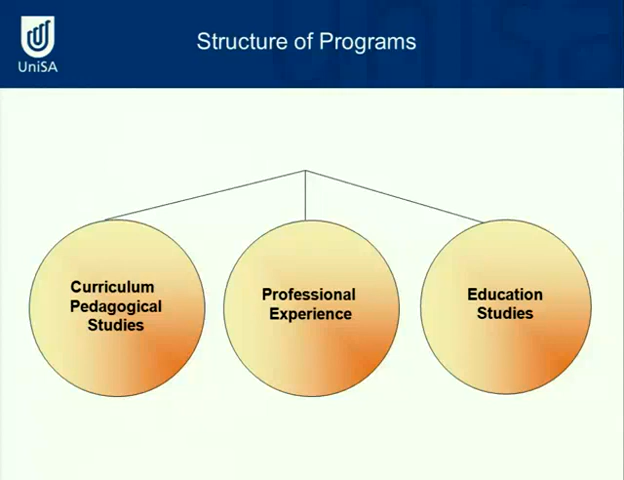 Structure of Programs
UniSA
Curriculum
Pedagogical
Studies
Professional
Experience
Education
Studies